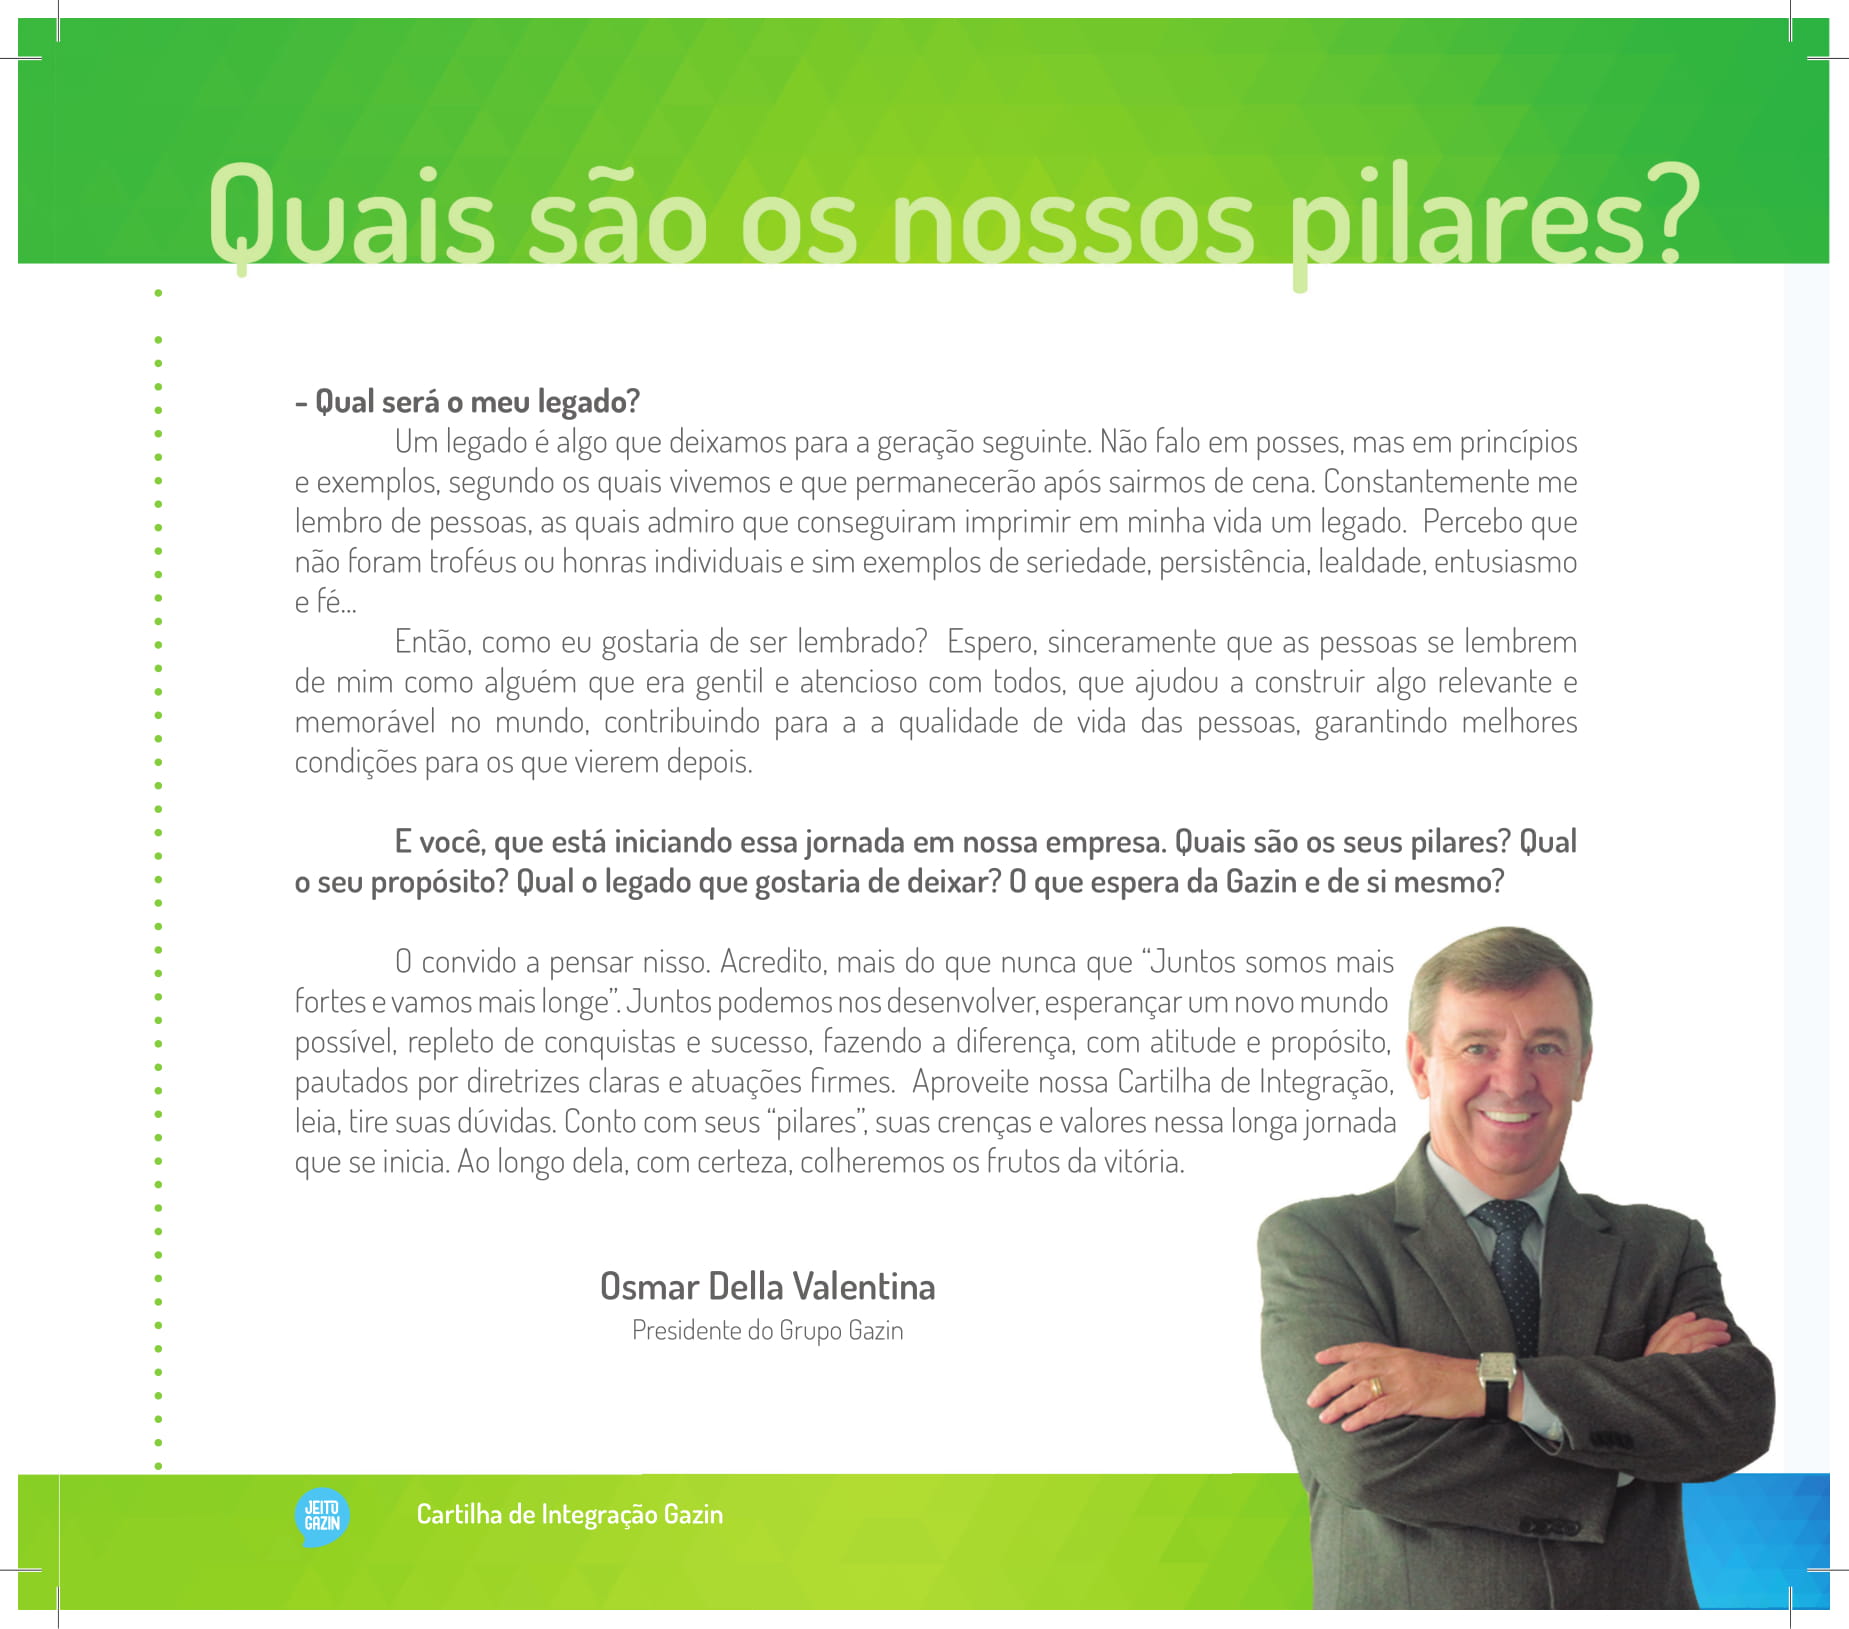 Quais são os nossos pilares?
- Qual será o meu legado?
Um legado é algo que deixamos para a geração seguinte. Não falo em posses, mas em princípios
e exemplos, segundo os quais vivemos e que permanecerão após sairmos de cena. Constantemente me
lembro de pessoas, as quais admiro que conseguiram imprimir em minha vida um legado. Percebo que
não foram troféus ou honras individuais e sim exemplos de seriedade, persistência, lealdade, entusiasmo
e fé...
Então, como eu gostaria de ser lembrado? Espero, sinceramente que as pessoas se lembrem
de mim como alguém que era gentil e atencioso com todos, que ajudou a construir algo relevante e
memorável no mundo, contribuindo para a a qualidade de vida das pessoas, garantindo melhores
condições para os que vierem depois.
E você, que está iniciando essa jornada em nossa empresa. Quais são os seus pilares? Qual
o seu propósito? Qual o legado que gostaria de deixar? O que espera da Gazin e de si mesmo?
O convido a pensar nisso. Acredito, mais do que nunca que “Juntos somos mais
fortes e vamos mais longe”. Juntos podemos nos desenvolver, esperançar um novo mundo
possível, repleto de conquistas e sucesso, fazendo a diferença, com atitude e propósito,
pautados por diretrizes claras e atuações firmes. Aproveite nossa Cartilha de Integração,
leia, tire suas dúvidas. Conto com seus “pilares”, suas crenças e valores nessa longa jornada
que se inicia. Ao longo dela, com certeza, colheremos os frutos da vitória.
Osmar Della Valentina
Presidente do Grupo Gazin
JEITO
GAZIN
Cartilha de Integração Gazin